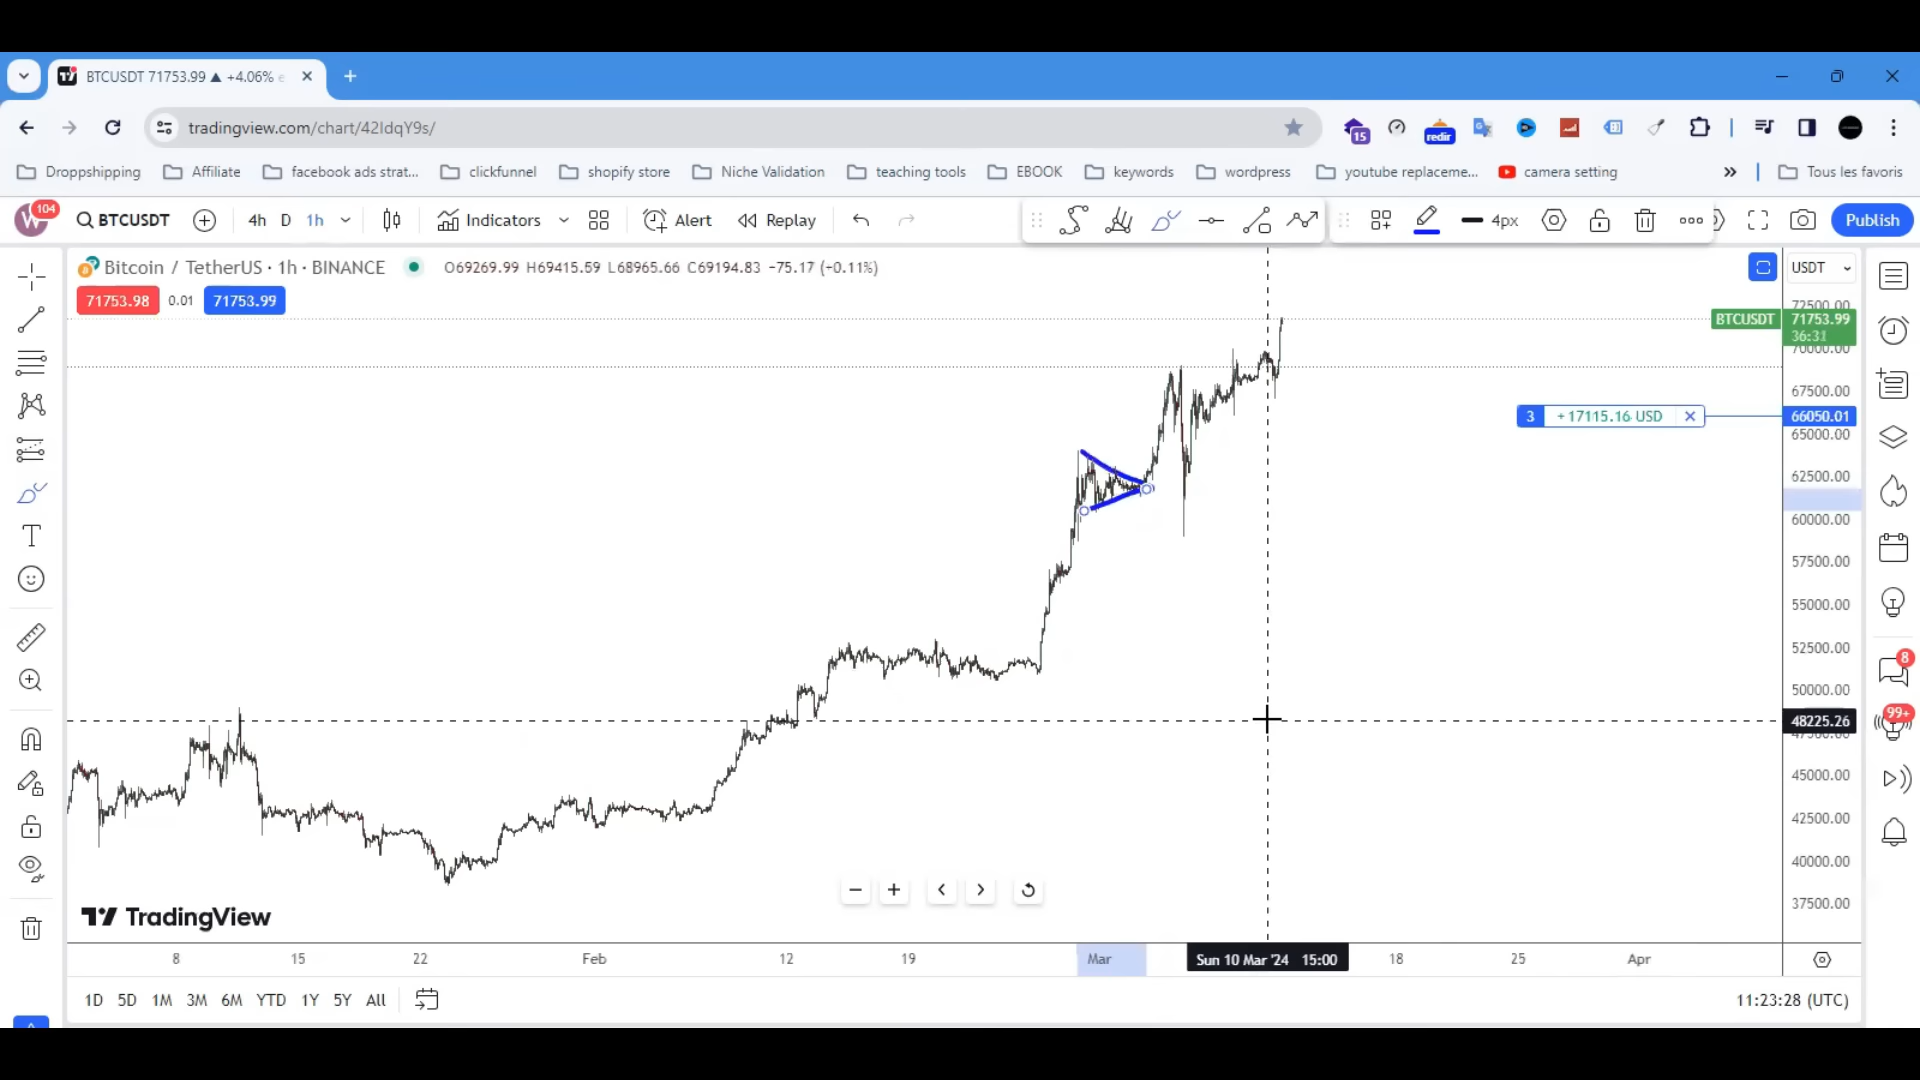 BTCUSDT 71753.99 ▲ +4.06%
tradingview.com/chart/42IdqY9s/
15
redir
Droppshipping
Affiliate
facebook ads strat...
clickfunnel
shopify store
Niche Validation
teaching tools
EBOOK
keywords
wordpress
youtube replaceme...
camera setting
Tous les favoris
W
104
BTCUSDT
4h D 1h
Indicators
Alert
Replay
4px
Publish
Bitcoin / TetherUS · 1h · BINANCE
O69269.99 H69415.59 L68965.66 C69194.83 −75.17 (+0.11%)
USDT
71753.98 0.01 71753.99
72500.00
BTCUSDT 71753.99
36:31
70000.00
67500.00
3 +17115.16 USD
66050.01
65000.00
62500.00
60000.00
57500.00
55000.00
52500.00
50000.00
8
48225.26
99+
47500.00
45000.00
42500.00
40000.00
37500.00
TradingView
8 15 22 Feb 12 19 Mar Sun 10 Mar '24 15:00 18 25 Apr
1D 5D 1M 3M 6M YTD 1Y 5Y All
11:23:28 (UTC)